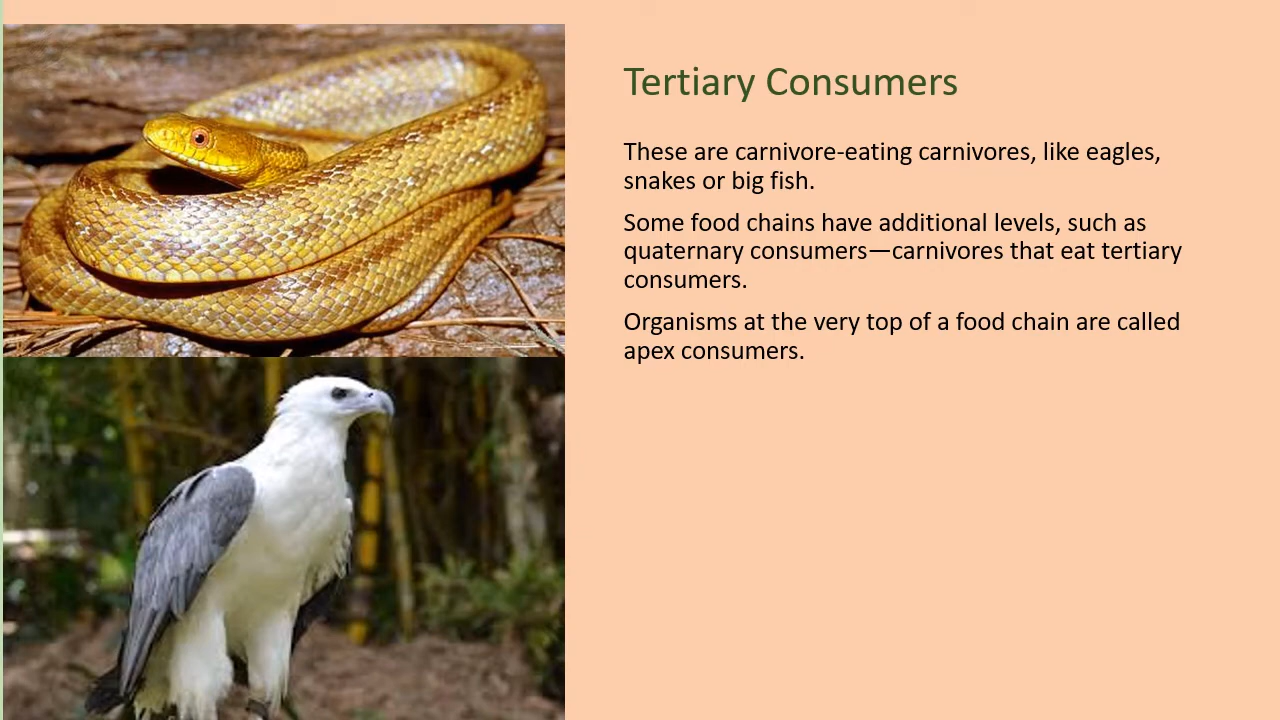 Tertiary Consumers
These are carnivore-eating carnivores, like eagles,
snakes or big fish.
Some food chains have additional levels, such as
quaternary consumers—carnivores that eat tertiary
consumers.
Organisms at the very top of a food chain are called
apex consumers.